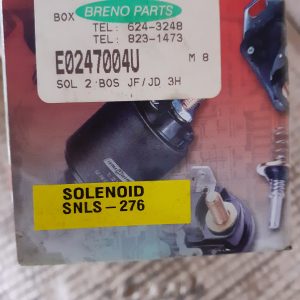 BOX
BRENO PARTS
TEL: 624-3248
TEL: 823-1473
E0247004U M 8
SOL 2 BOS JF/JD 3H
SOLENOID
SNLS-276